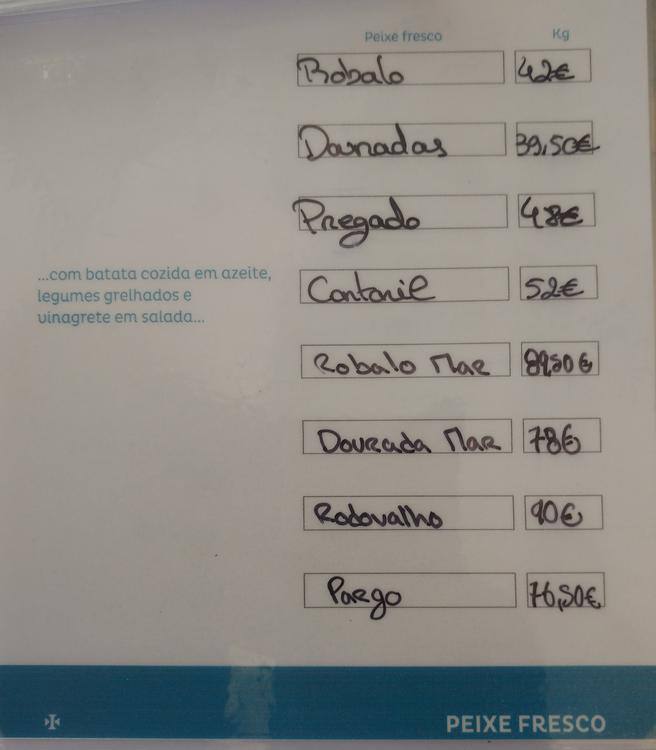 Peixe fresco Kg
Robalo 42€
Douradas 39,50€
Pregado 48€
...com batata cozida em azeite,
legumes grelhados e
vinagrete em salada...
Cantaril 52€
Robalo Mar 89,50€
Dourada Mar 78€
Rodovalho 90€
Pargo 76,50€
PEIXE FRESCO